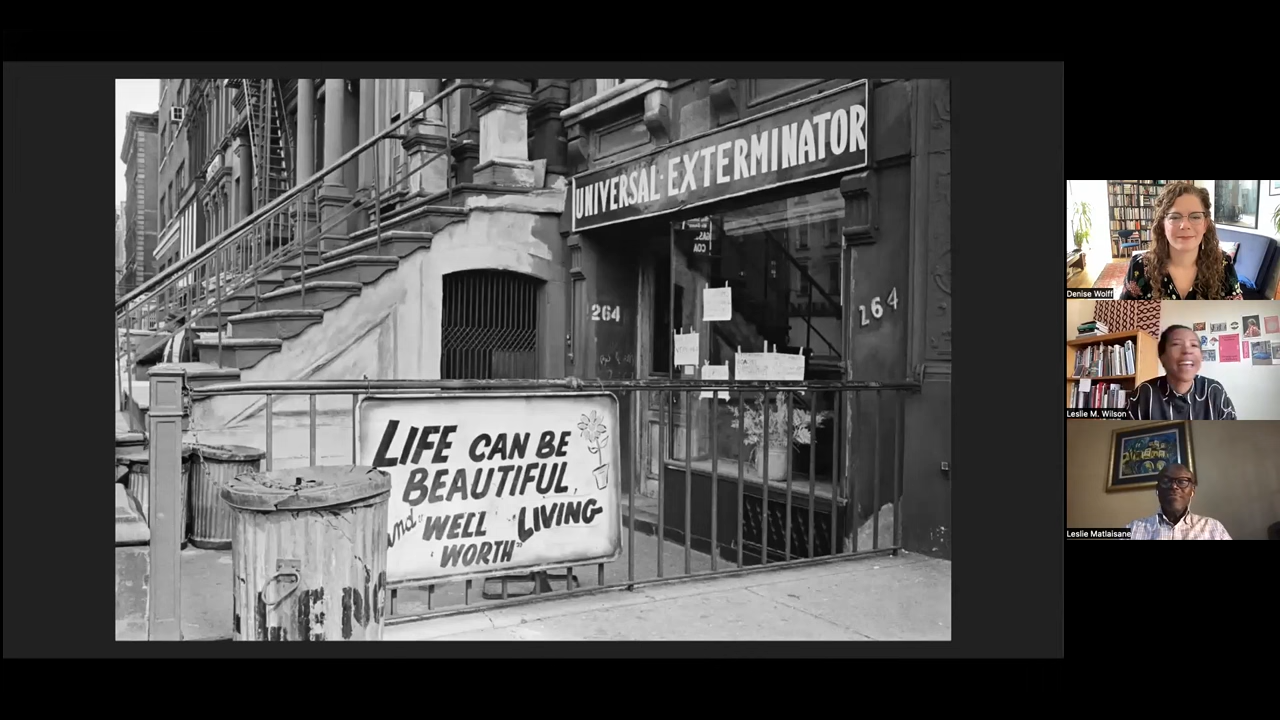 UNIVERSAL EXTERMINATOR
264
264
LIFE CAN BE
BEAUTIFUL,
and "WELL LIVING
"WORTH"
Denise Wolff
Leslie M. Wilson
Leslie Matlaisane